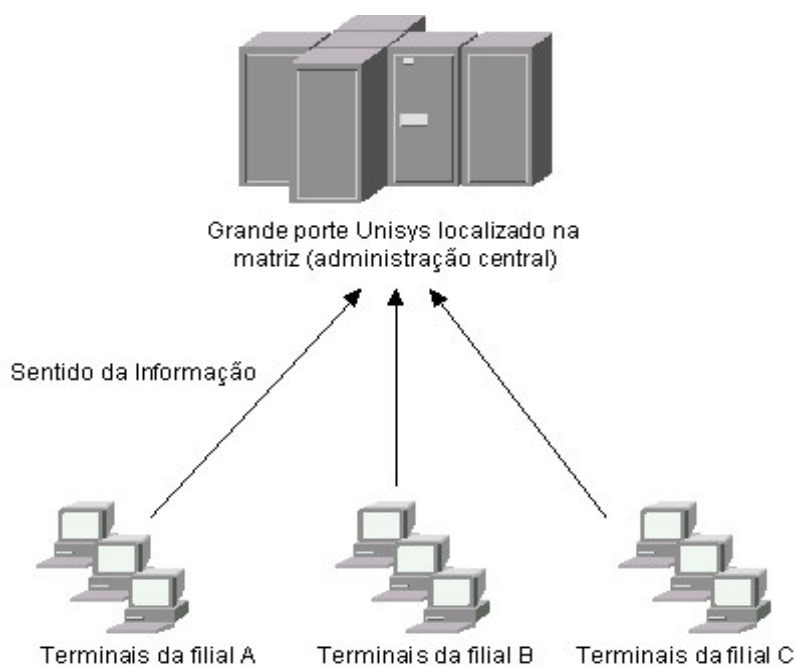 Grande porte Unisys localizado na
matriz (administração central)
Sentido da Informação
Terminais da filial A
Terminais da filial B
Terminais da filial C